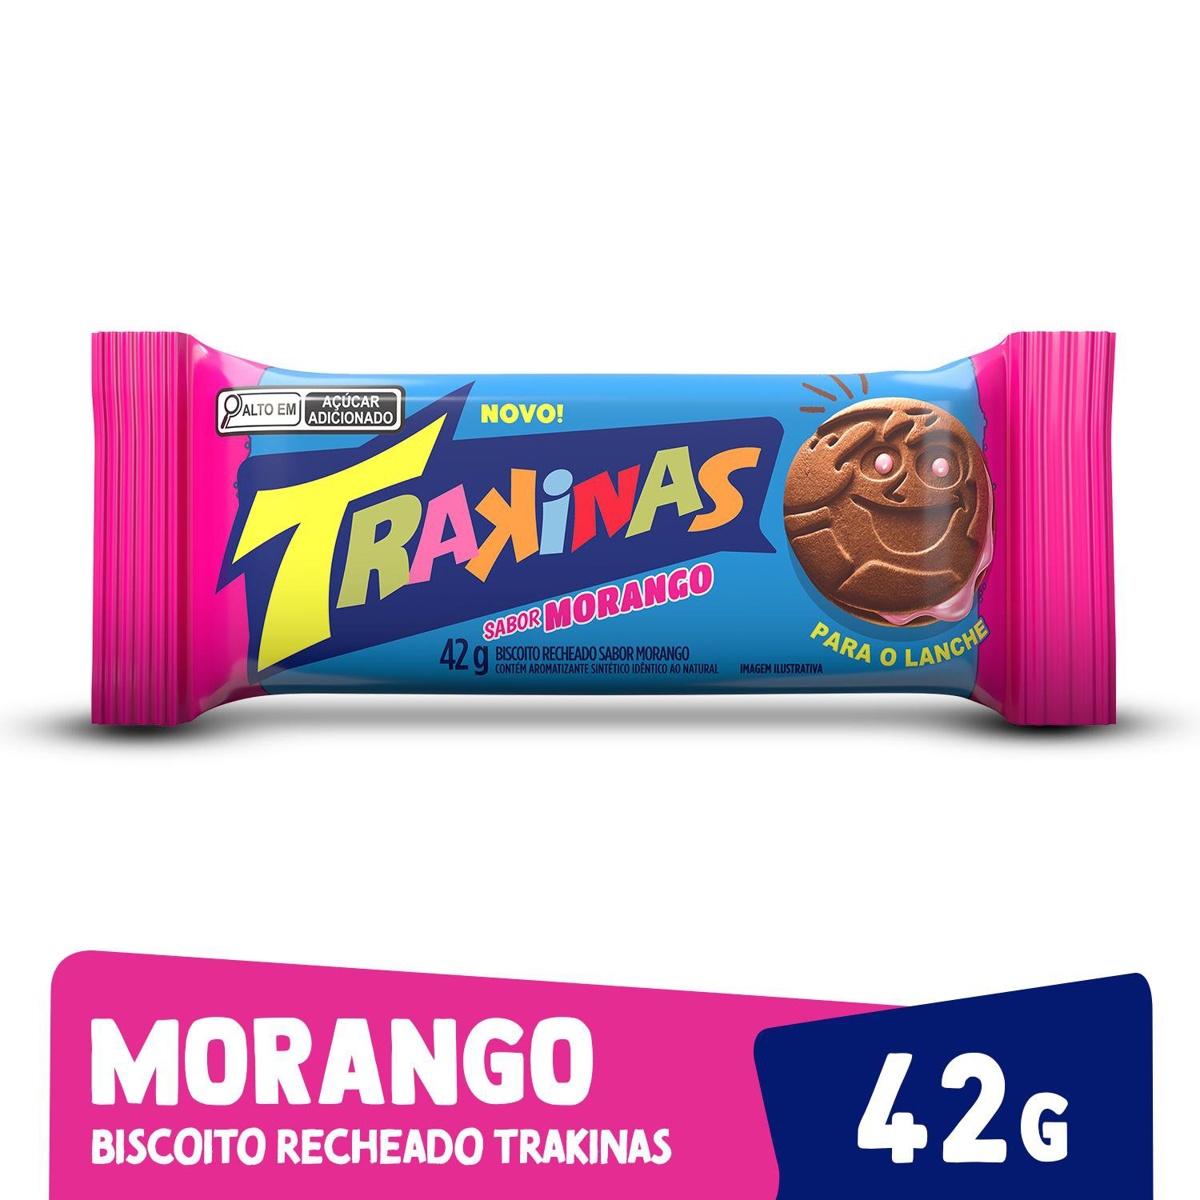 ALTO EM
AÇÚCAR
ADICIONADO
NOVO!
TRAKINAS
SABOR MORANGO
42 g
BISCOITO RECHEADO SABOR MORANGO
CONTÉM AROMATIZANTE SINTÉTICO IDÊNTICO AO NATURAL
IMAGEM ILUSTRATIVA
PARA O LANCHE
MORANGO
BISCOITO RECHEADO TRAKINAS
42G